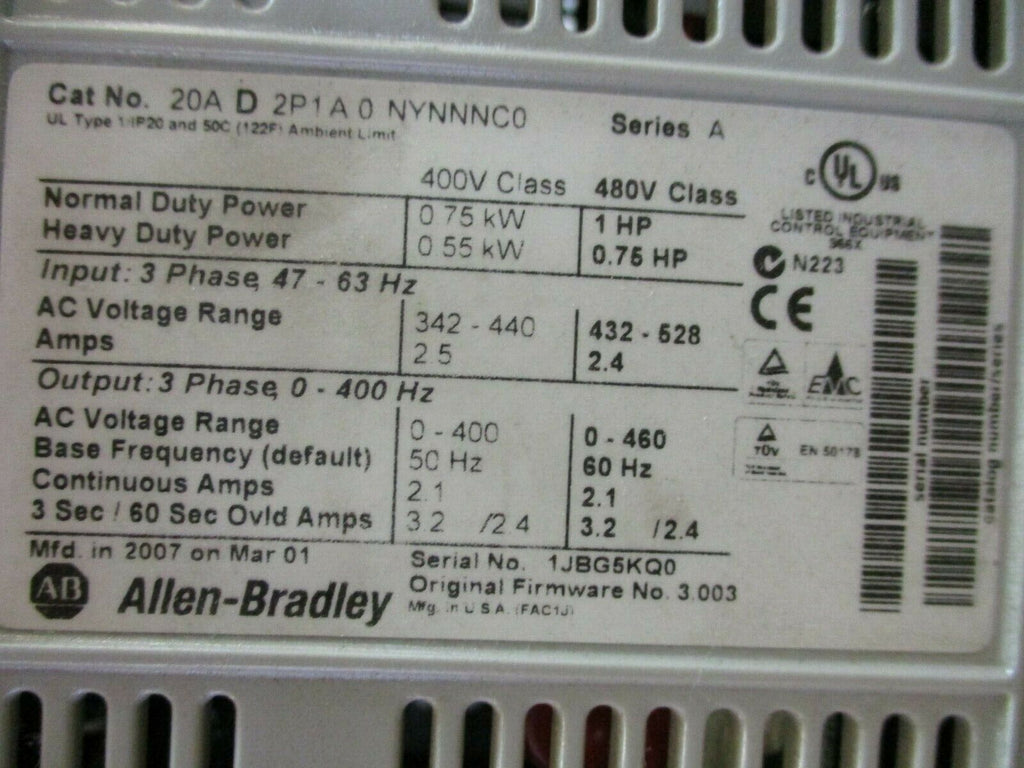 Cat No. 20A D 2P1 A 0 NYNNNC0
Series A
UL Type 1/IP20 and 50C (122F) Ambient Limit
400V Class 480V Class
Normal Duty Power 0.75 kW 1 HP
Heavy Duty Power 0.55 kW 0.75 HP
Input: 3 Phase, 47 - 63 Hz
AC Voltage Range 342 - 440 432 - 528
Amps 2.5 2.4
Output: 3 Phase, 0 - 400 Hz
AC Voltage Range 0 - 400 0 - 460
Base Frequency (default) 50 Hz 60 Hz
Continuous Amps 2.1 2.1
3 Sec / 60 Sec Ovld Amps 3.2 /2.4 3.2 /2.4
Mfd. in 2007 on Mar 01
Serial No. 1JBG5KQ0
Original Firmware No. 3.003
Mfg. in U.S.A. (FAC1J)
AB Allen-Bradley
c UL us
LISTED INDUSTRIAL
CONTROL EQUIPMENT
966X
N223
CE
EMC
TÜV
EN 50178
serial number
catalog number/series